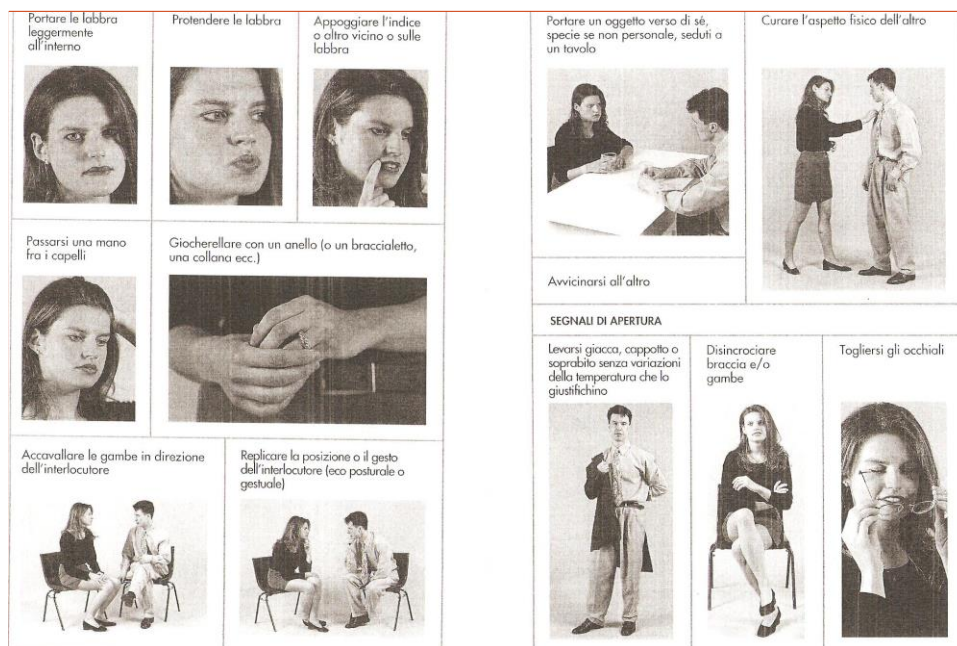 Portare le labbra
leggermente
all'interno
Protendere le labbra
Appoggiare l'indice
o altro vicino o sulle
labbra
Passarsi una mano
fra i capelli
Giocherellare con un anello (o un braccialetto,
una collana ecc.)
Accavallare le gambe in direzione
dell'interlocutore
Replicare la posizione o il gesto
dell'interlocutore (eco posturale o
gestuale)
Portare un oggetto verso di sé,
specie se non personale, seduti a
un tavolo
Curare l'aspetto fisico dell'altro
Avvicinarsi all'altro
SEGNALI DI APERTURA
Levarsi giacca, cappotto o
soprabito senza variazioni
della temperatura che lo
giustifichino
Disincrociare
braccia e/o
gambe
Togliersi gli occhiali